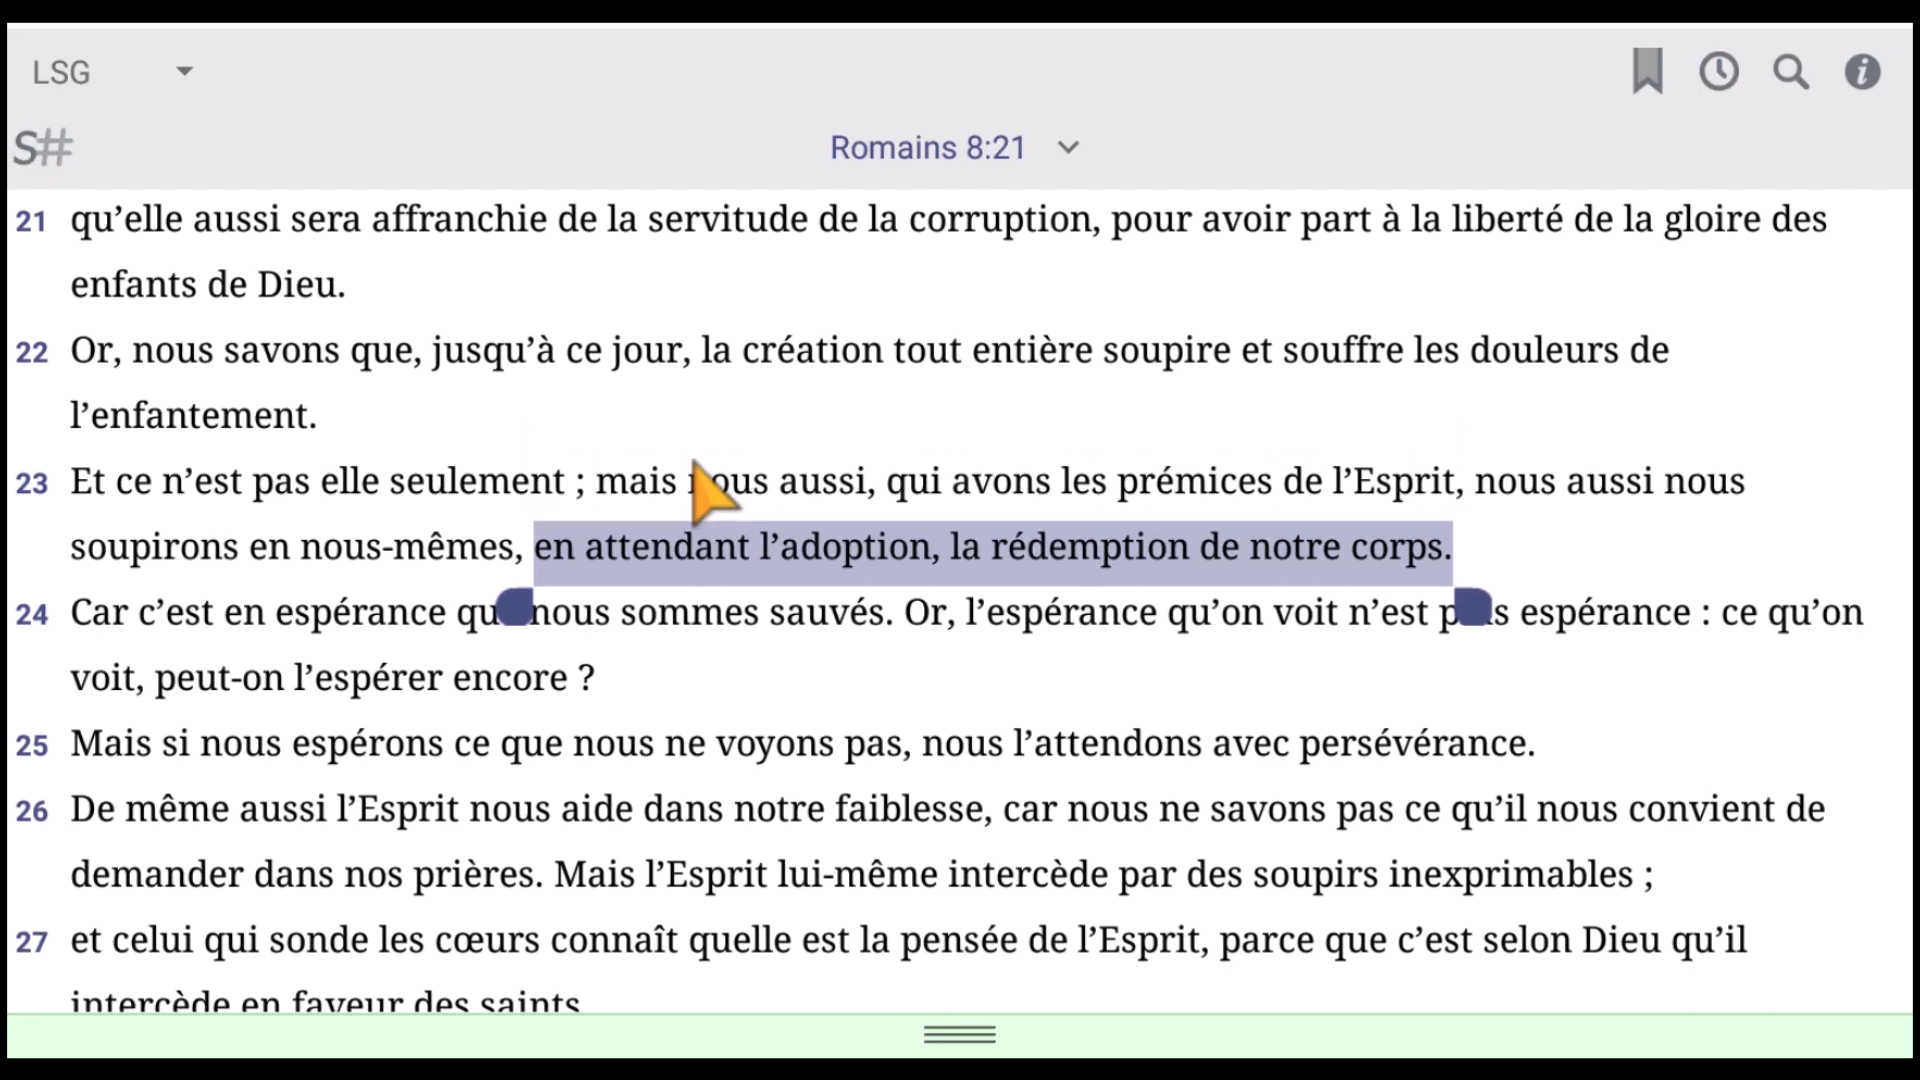 LSG
S#
Romains 8:21
21 qu’elle aussi sera affranchie de la servitude de la corruption, pour avoir part à la liberté de la gloire des
enfants de Dieu.
22 Or, nous savons que, jusqu’à ce jour, la création tout entière soupire et souffre les douleurs de
l’enfantement.
23 Et ce n’est pas elle seulement ; mais nous aussi, qui avons les prémices de l’Esprit, nous aussi nous
soupirons en nous-mêmes, en attendant l’adoption, la rédemption de notre corps.
24 Car c’est en espérance que nous sommes sauvés. Or, l’espérance qu’on voit n’est pas espérance : ce qu’on
voit, peut-on l’espérer encore ?
25 Mais si nous espérons ce que nous ne voyons pas, nous l’attendons avec persévérance.
26 De même aussi l’Esprit nous aide dans notre faiblesse, car nous ne savons pas ce qu’il nous convient de
demander dans nos prières. Mais l’Esprit lui-même intercède par des soupirs inexprimables ;
27 et celui qui sonde les cœurs connaît quelle est la pensée de l’Esprit, parce que c’est selon Dieu qu’il
intercède en faveur des saints